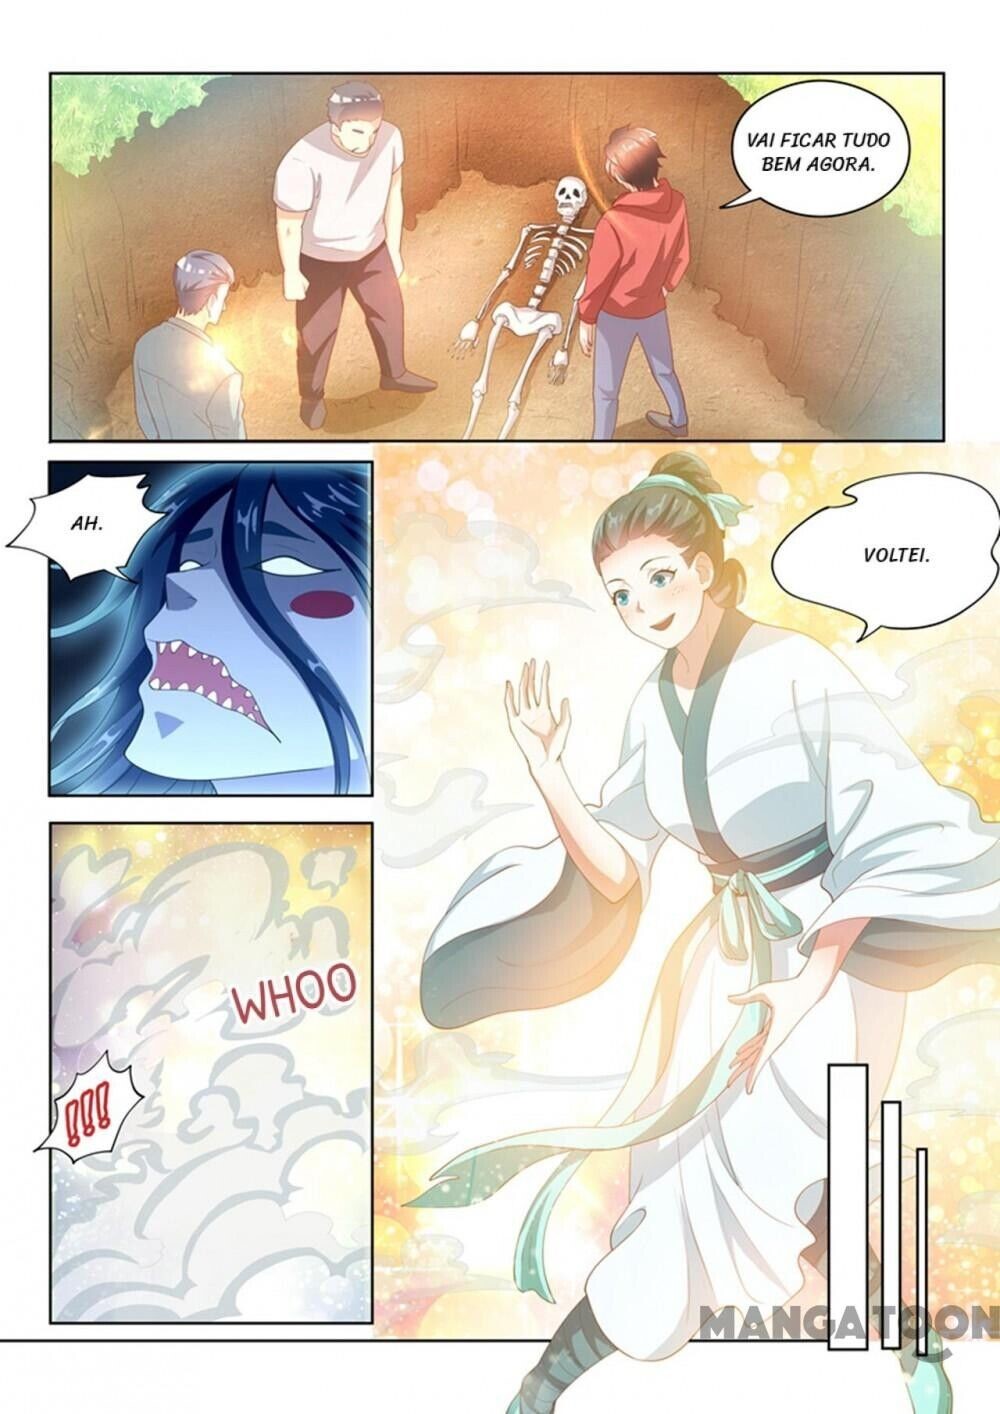 VAI FICAR TUDO
BEM AGORA.
AH.
VOLTEI.
WHOO
!!!
MANGATOON